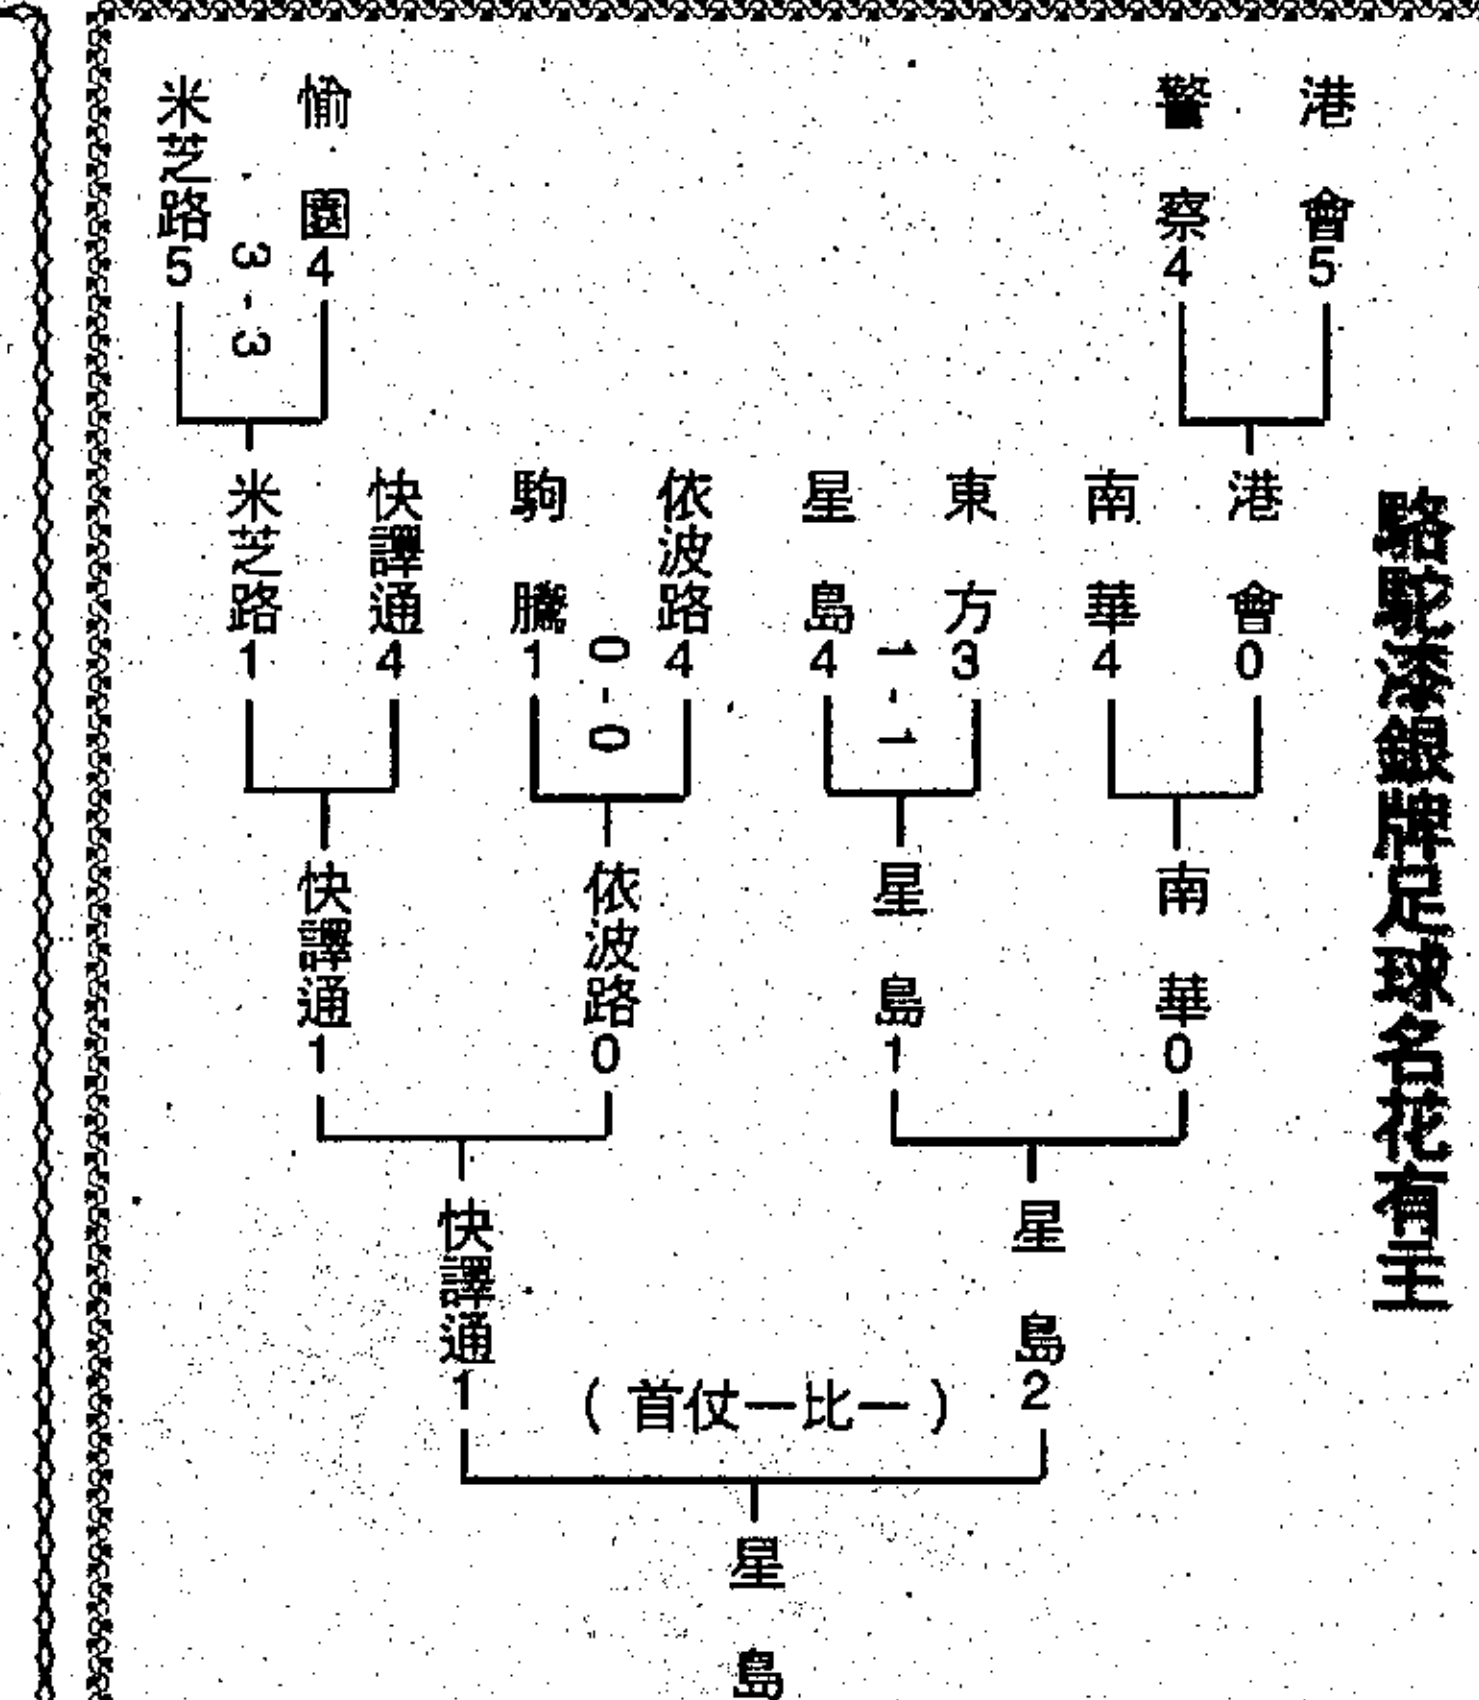 駱駝漆銀牌足球名花有主
港會5
警察4
愉園4
3-3
米芝路5
港會0
南華4
東方3
1-1
星島4
依波路4
0-0
駒騰1
快譯通4
米芝路1
南華0
星島1
依波路0
快譯通1
星島2
(首仗一比一)
快譯通1
星島